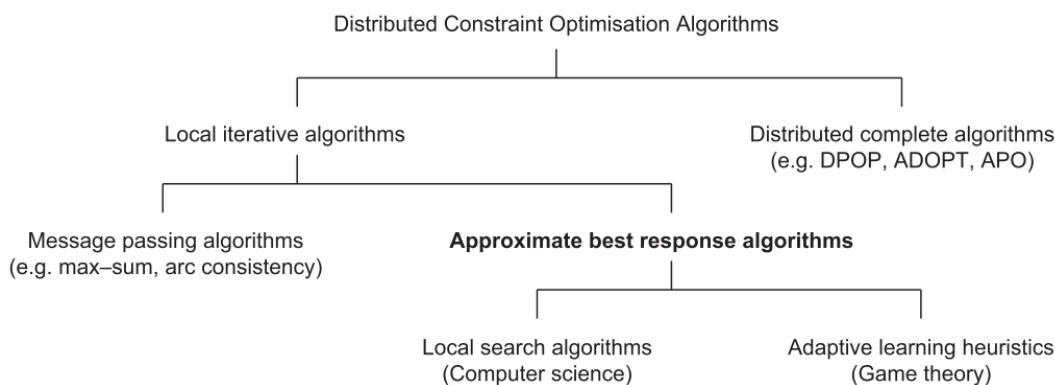 Distributed Constraint Optimisation Algorithms
Local iterative algorithms
Distributed complete algorithms
(e.g. DPOP, ADOPT, APO)
Message passing algorithms
(e.g. max–sum, arc consistency)
Approximate best response algorithms
Local search algorithms
(Computer science)
Adaptive learning heuristics
(Game theory)